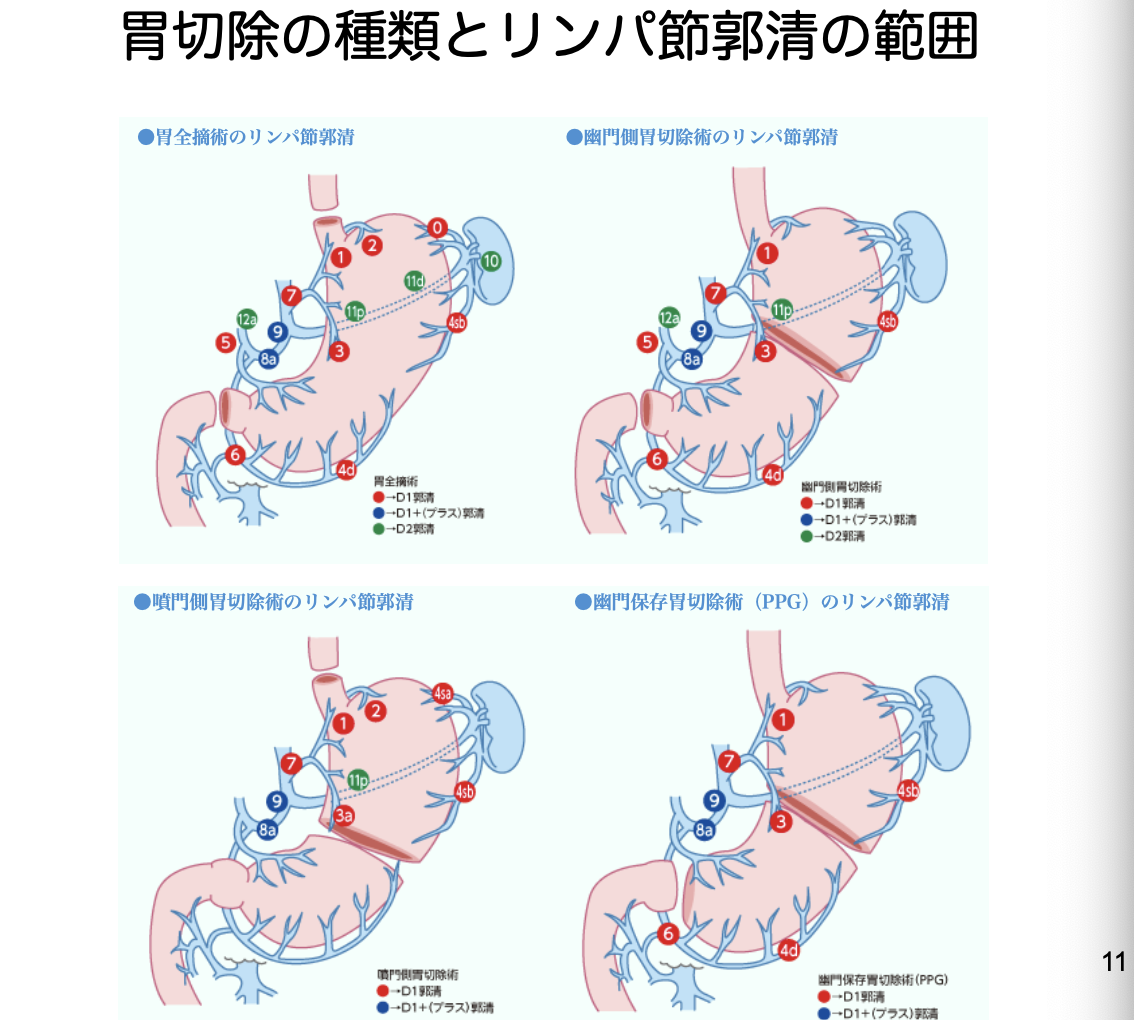 胃切除の種類とリンパ節郭清の範囲
●胃全摘術のリンパ節郭清
0
2
1
10
11d
7
11p
12a
9
4sb
5
8a
3
6
4d
胃全摘術
●→D1郭清
●→D1+(プラス)郭清
●→D2郭清
●幽門側胃切除術のリンパ節郭清
1
7
11p
12a
9
4sb
5
8a
3
6
4d
幽門側胃切除術
●→D1郭清
●→D1+(プラス)郭清
●→D2郭清
●噴門側胃切除術のリンパ節郭清
4sa
2
1
7
11p
9
4sb
3a
8a
噴門側胃切除術
●→D1郭清
●→D1+(プラス)郭清
●幽門保存胃切除術（PPG）のリンパ節郭清
1
7
4sb
9
3
8a
6
4d
幽門保存胃切除術(PPG)
●→D1郭清
●→D1+(プラス)郭清
11